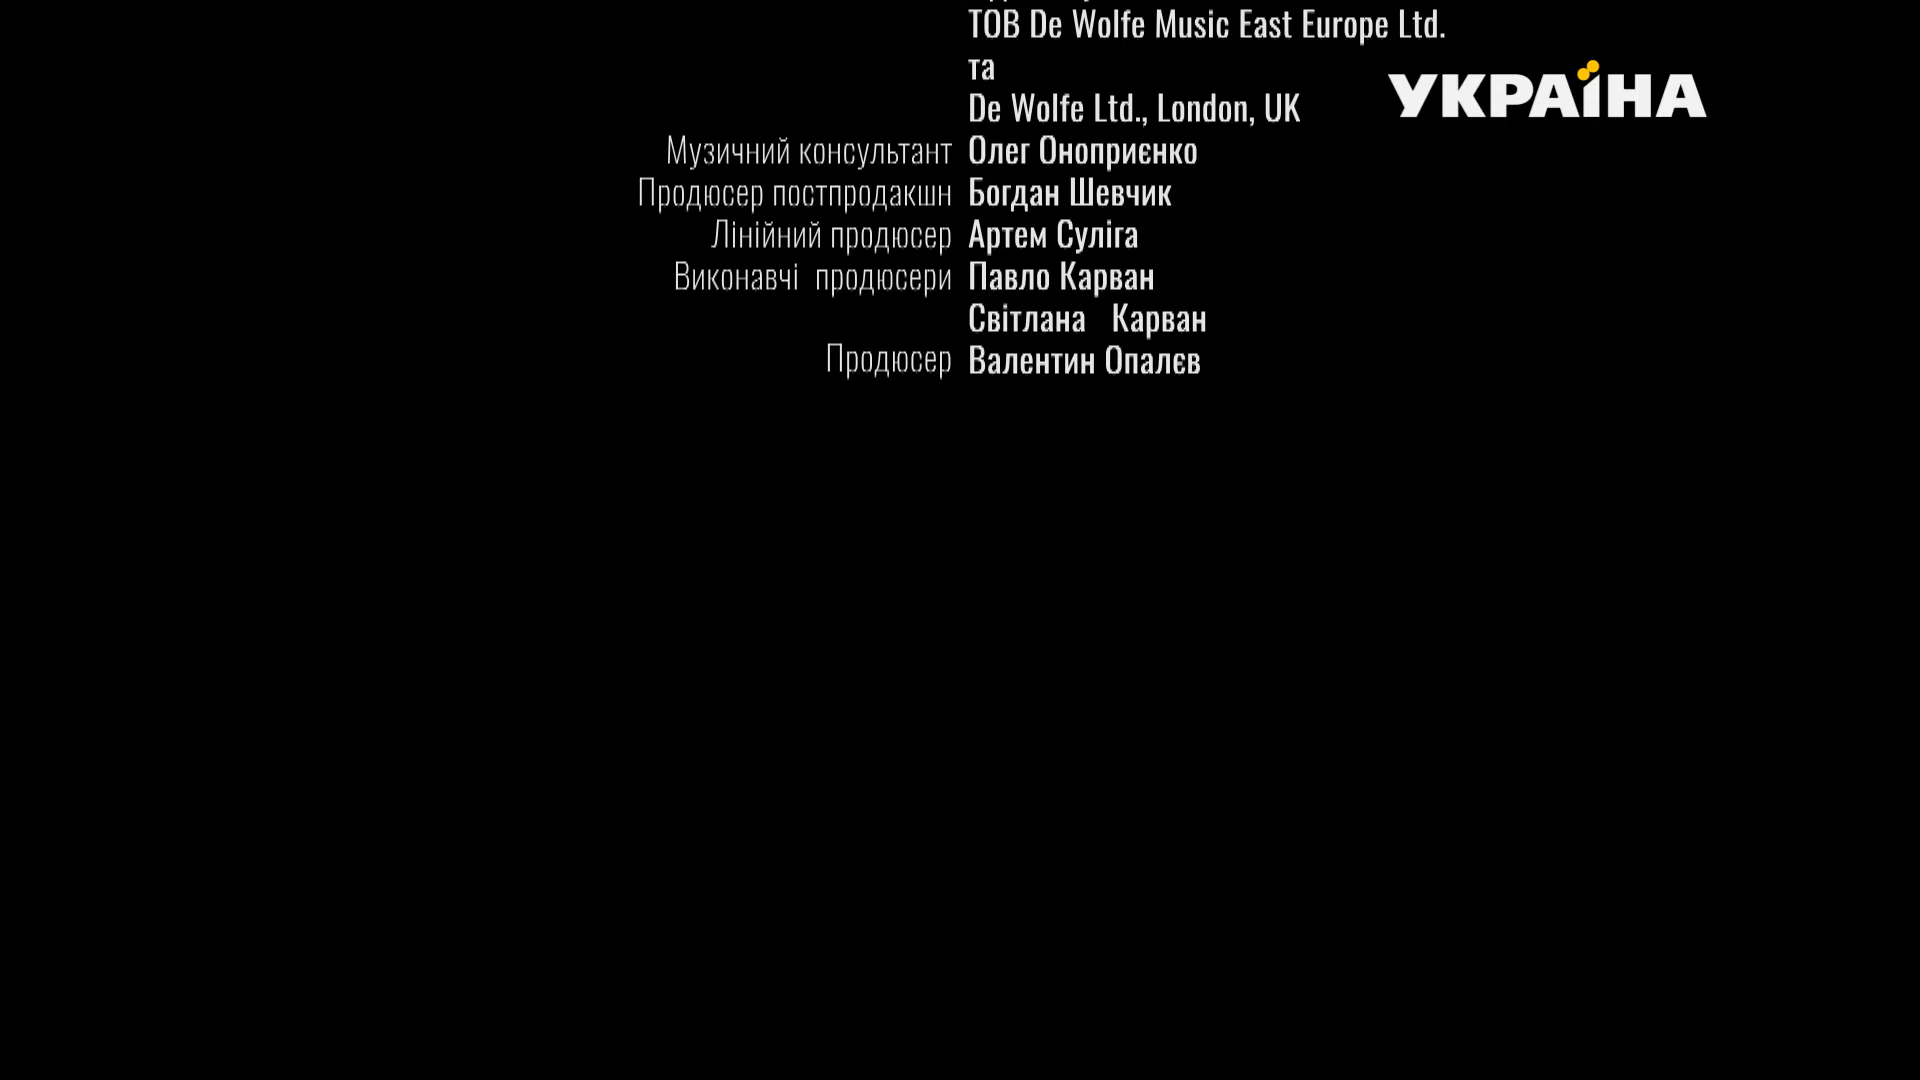 ТОВ De Wolfe Music East Europe Ltd.
та
De Wolfe Ltd., London, UK
УКРАЇНА
Музичний консультант Олег Оноприєнко
Продюсер постпродакшн Богдан Шевчик
Лінійний продюсер Артем Суліга
Виконавчі продюсери Павло Карван
Світлана Карван
Продюсер Валентин Опалєв